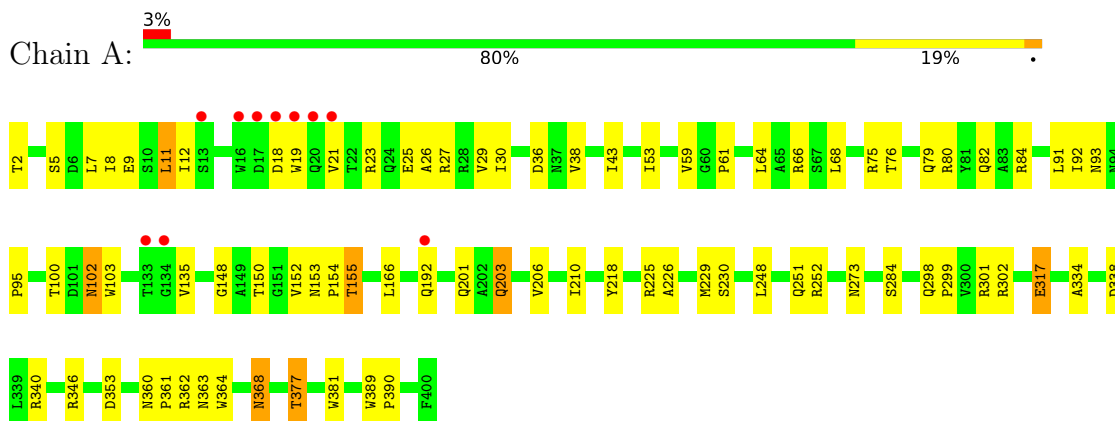 3%
Chain A:
80% 19% •
T2 S5 D6 L7 I8 E9 S10 L11 I12 S13 W16 D17 D18 W19 Q20 V21 T22 R23 Q24 E25 A26 R27 R28 V29 I30 D36 N37 V38 I43 I53 V59 G60 P61 L64 A65 R66 S67 L68 R75 T76 Q79 R80 Y81 Q82 A83 R84 L91 I92 N93 N94
P95 T100 D101 N102 W103 T133 G134 V135 G148 A149 T150 G151 V152 N153 P154 T155 L166 Q192 Q201 A202 Q203 V206 I210 Y218 R225 A226 M229 S230 L248 Q251 R252 N273 S284 Q298 P299 V300 R301 R302 E317 A334 D338
L339 R340 R346 D353 N360 P361 R362 N363 W364 N368 T377 W381 W389 P390 F400